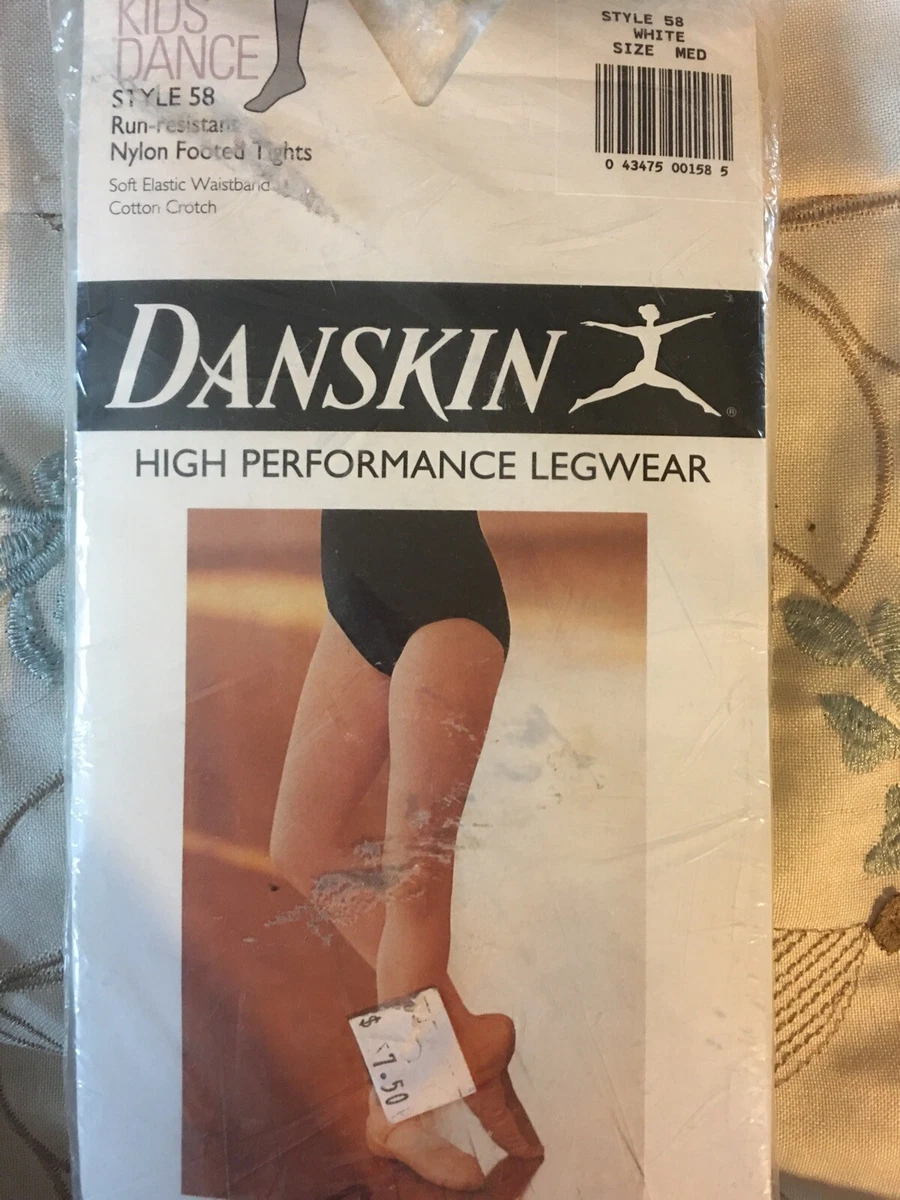 KIDS
DANCE
STYLE 58
Run-resistant
Nylon Footed Tights
Soft Elastic Waistband
Cotton Crotch
STYLE 58
WHITE
SIZE MED
0 43475 00158 5
DANSKIN ®
HIGH PERFORMANCE LEGWEAR
$ 7.50